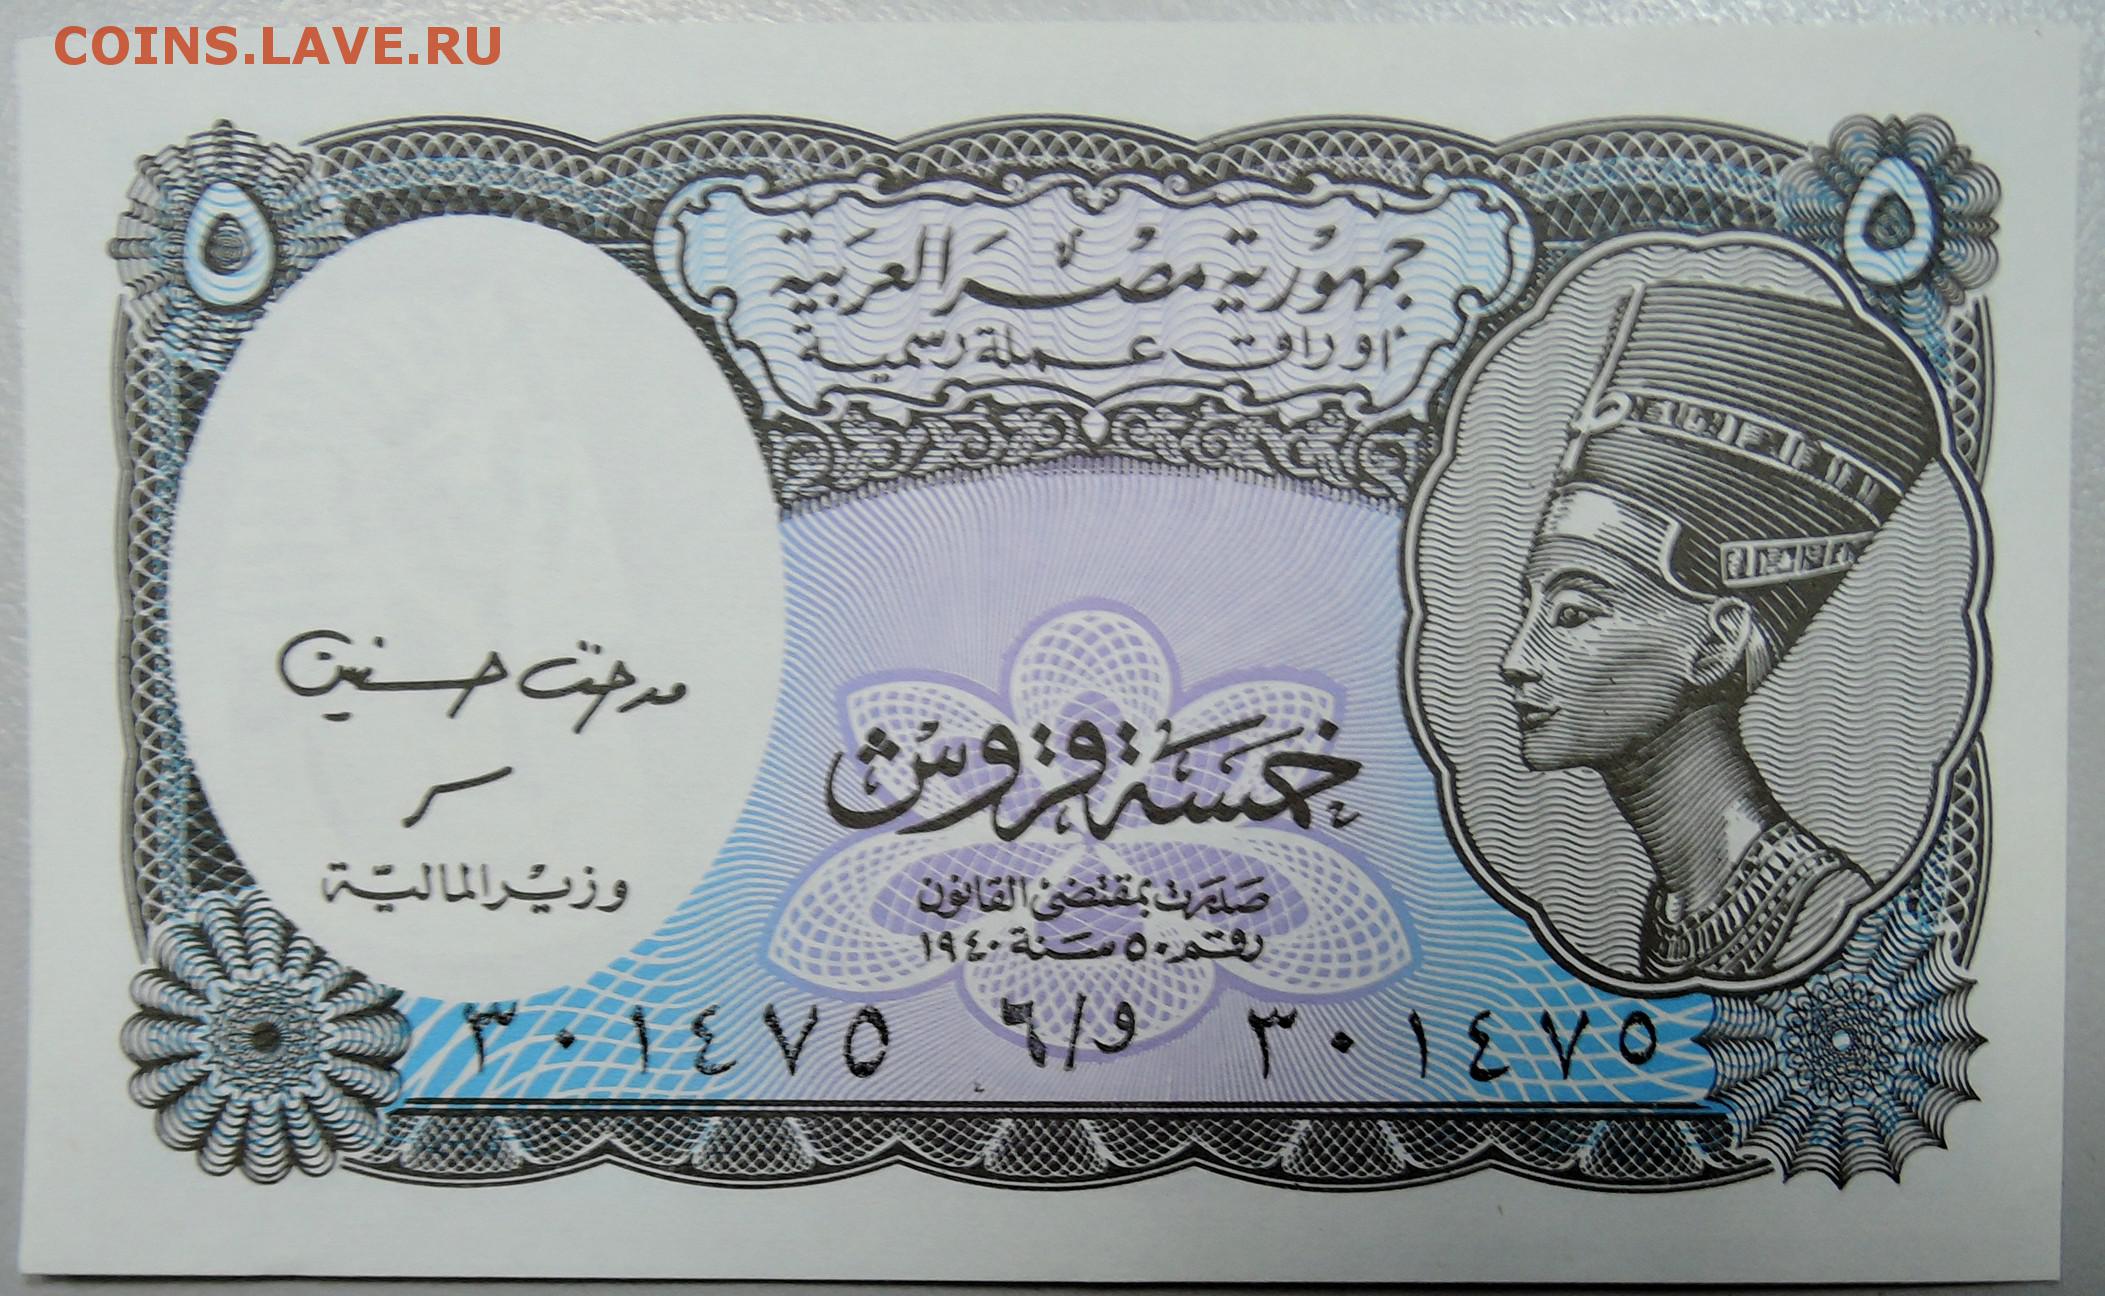 COINS.LAVE.RU
٥
٥
جمهورية مصر العربية
أوراق عملة رسمية
مدحت حسنين
وزير المالية
خمسة قروش
صدرت بمقتضى القانون
رقم ٥٠ سنة ١٩٤٠
٣٠١٤٧٥
٦/و
٣٠١٤٧٥